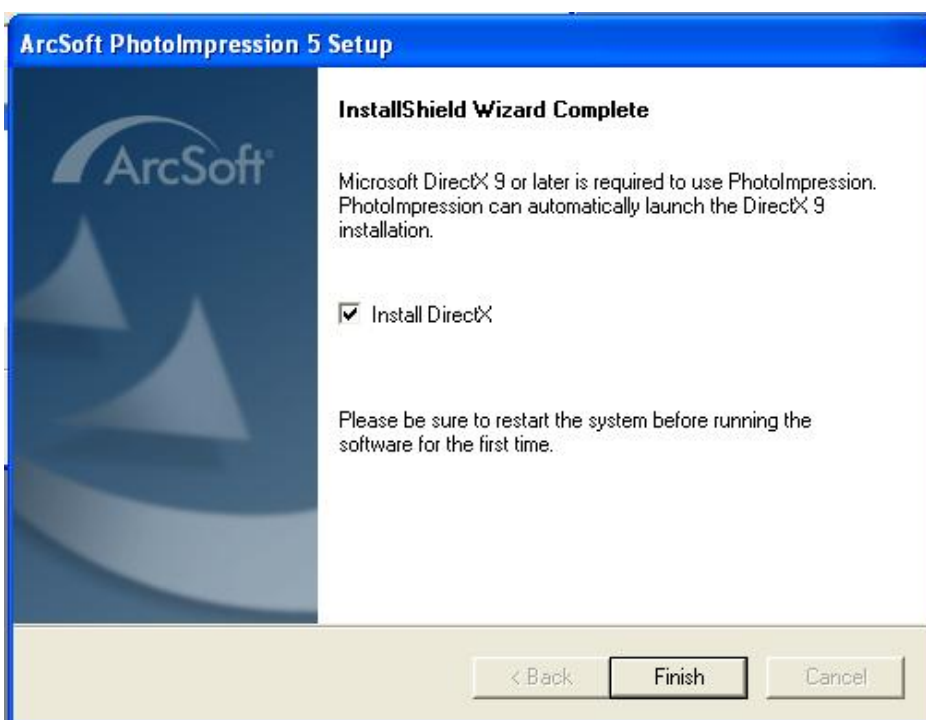 ArcSoft PhotoImpression 5 Setup
ArcSoft®
InstallShield Wizard Complete
Microsoft DirectX 9 or later is required to use PhotoImpression.
PhotoImpression can automatically launch the DirectX 9
installation.
Install DirectX
Please be sure to restart the system before running the
software for the first time.
< Back
Finish
Cancel